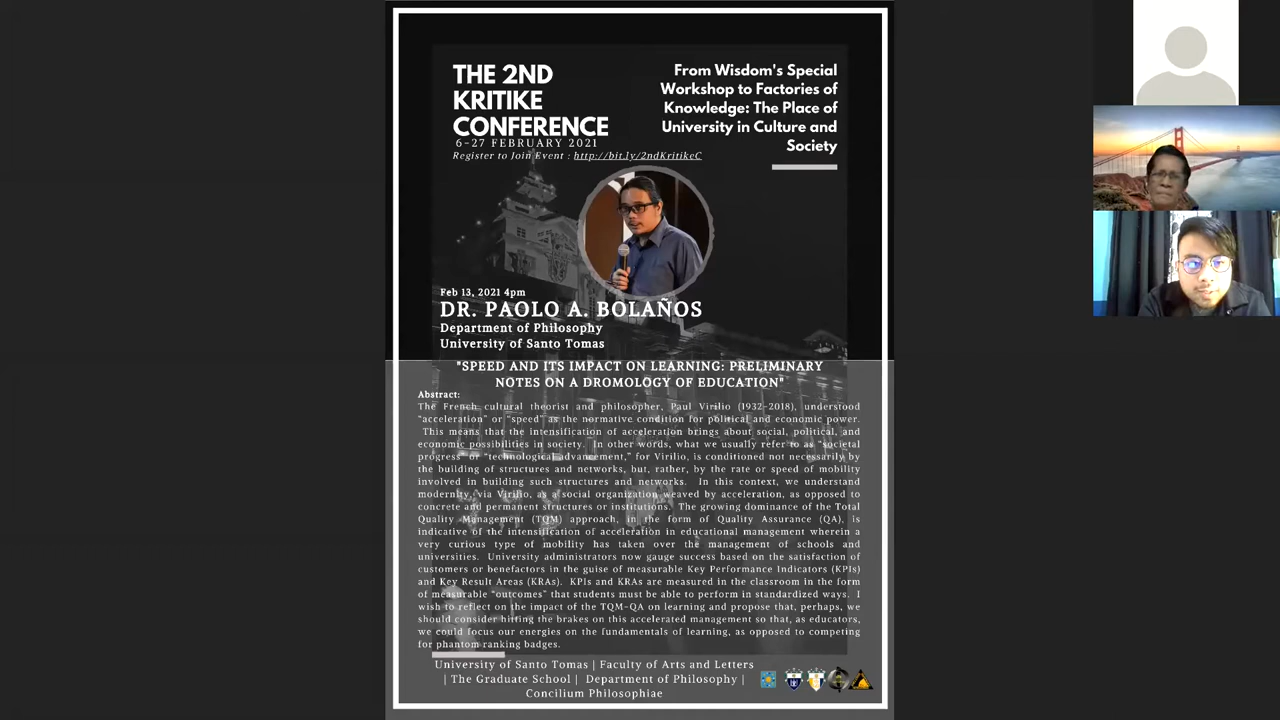 THE 2ND
KRITIKE
CONFERENCE
6-27 FEBRUARY 2021
Register to Join Event : http://bit.ly/2ndKritikeC
From Wisdom's Special
Workshop to Factories of
Knowledge: The Place of
University in Culture and
Society
Feb 13, 2021 4pm
DR. PAOLO A. BOLAÑOS
Department of Philosophy
University of Santo Tomas
"SPEED AND ITS IMPACT ON LEARNING: PRELIMINARY
NOTES ON A DROMOLOGY OF EDUCATION"
Abstract:
The French cultural theorist and philosopher, Paul Virilio (1932-2018), understood
"acceleration" or "speed" as the normative condition for political and economic power.
This means that the intensification of acceleration brings about social, political, and
economic possibilities in society. In other words, what we usually refer to as "societal
progress" or "technological advancement," for Virilio, is conditioned not necessarily by
the building of structures and networks, but, rather, by the rate or speed of mobility
involved in building such structures and networks. In this context, we understand
modernity, via Virilio, as a social organization weaved by acceleration, as opposed to
concrete and permanent structures or institutions. The growing dominance of the Total
Quality Management (TQM) approach, in the form of Quality Assurance (QA), is
indicative of the intensification of acceleration in educational management wherein a
very curious type of mobility has taken over the management of schools and
universities. University administrators now gauge success based on the satisfaction of
customers or benefactors in the guise of measurable Key Performance Indicators (KPIs)
and Key Result Areas (KRAs). KPIs and KRAs are measured in the classroom in the form
of measurable "outcomes" that students must be able to perform in standardized ways. I
wish to reflect on the impact of the TQM-QA on learning and propose that, perhaps, we
should consider hitting the brakes on this accelerated management so that, as educators,
we could focus our energies on the fundamentals of learning, as opposed to competing
for phantom ranking badges.
University of Santo Tomas | Faculty of Arts and Letters
| The Graduate School | Department of Philosophy |
Concilium Philosophiae